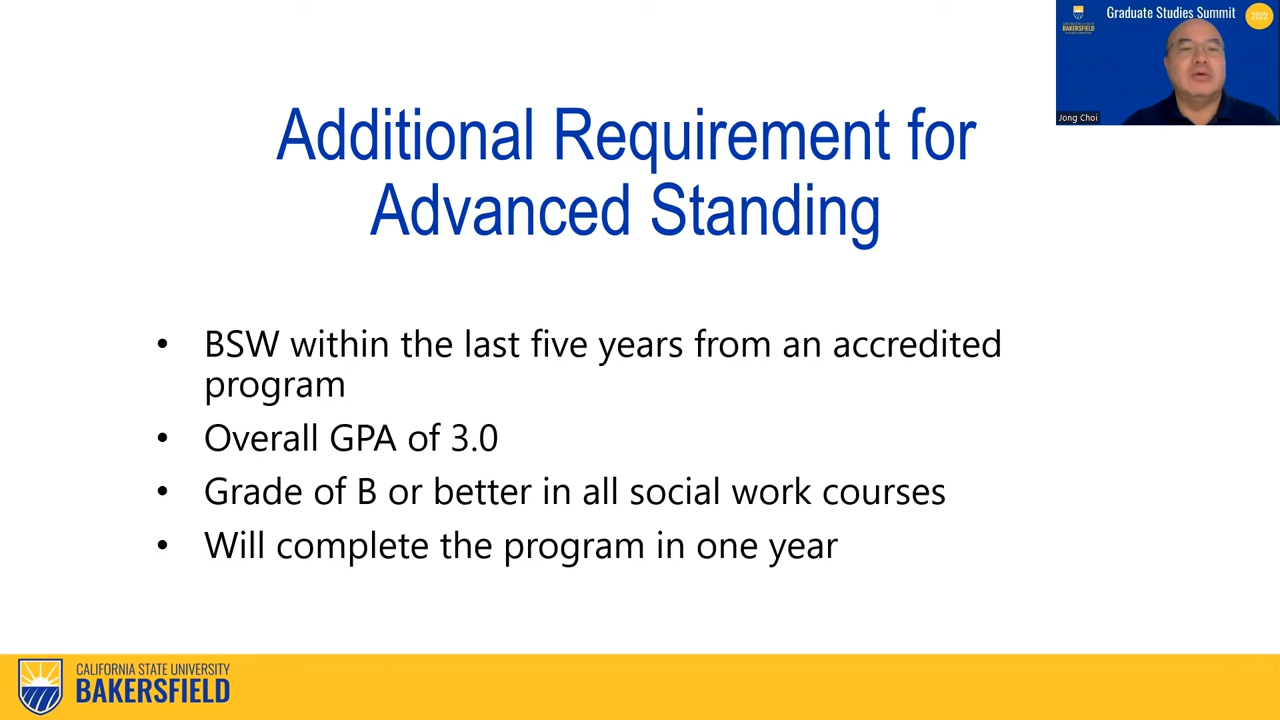 Graduate Studies Summit
2022
BAKERSFIELD
Jong Choi
Additional Requirement for
Advanced Standing
• BSW within the last five years from an accredited
program
• Overall GPA of 3.0
• Grade of B or better in all social work courses
• Will complete the program in one year
CALIFORNIA STATE UNIVERSITY
BAKERSFIELD